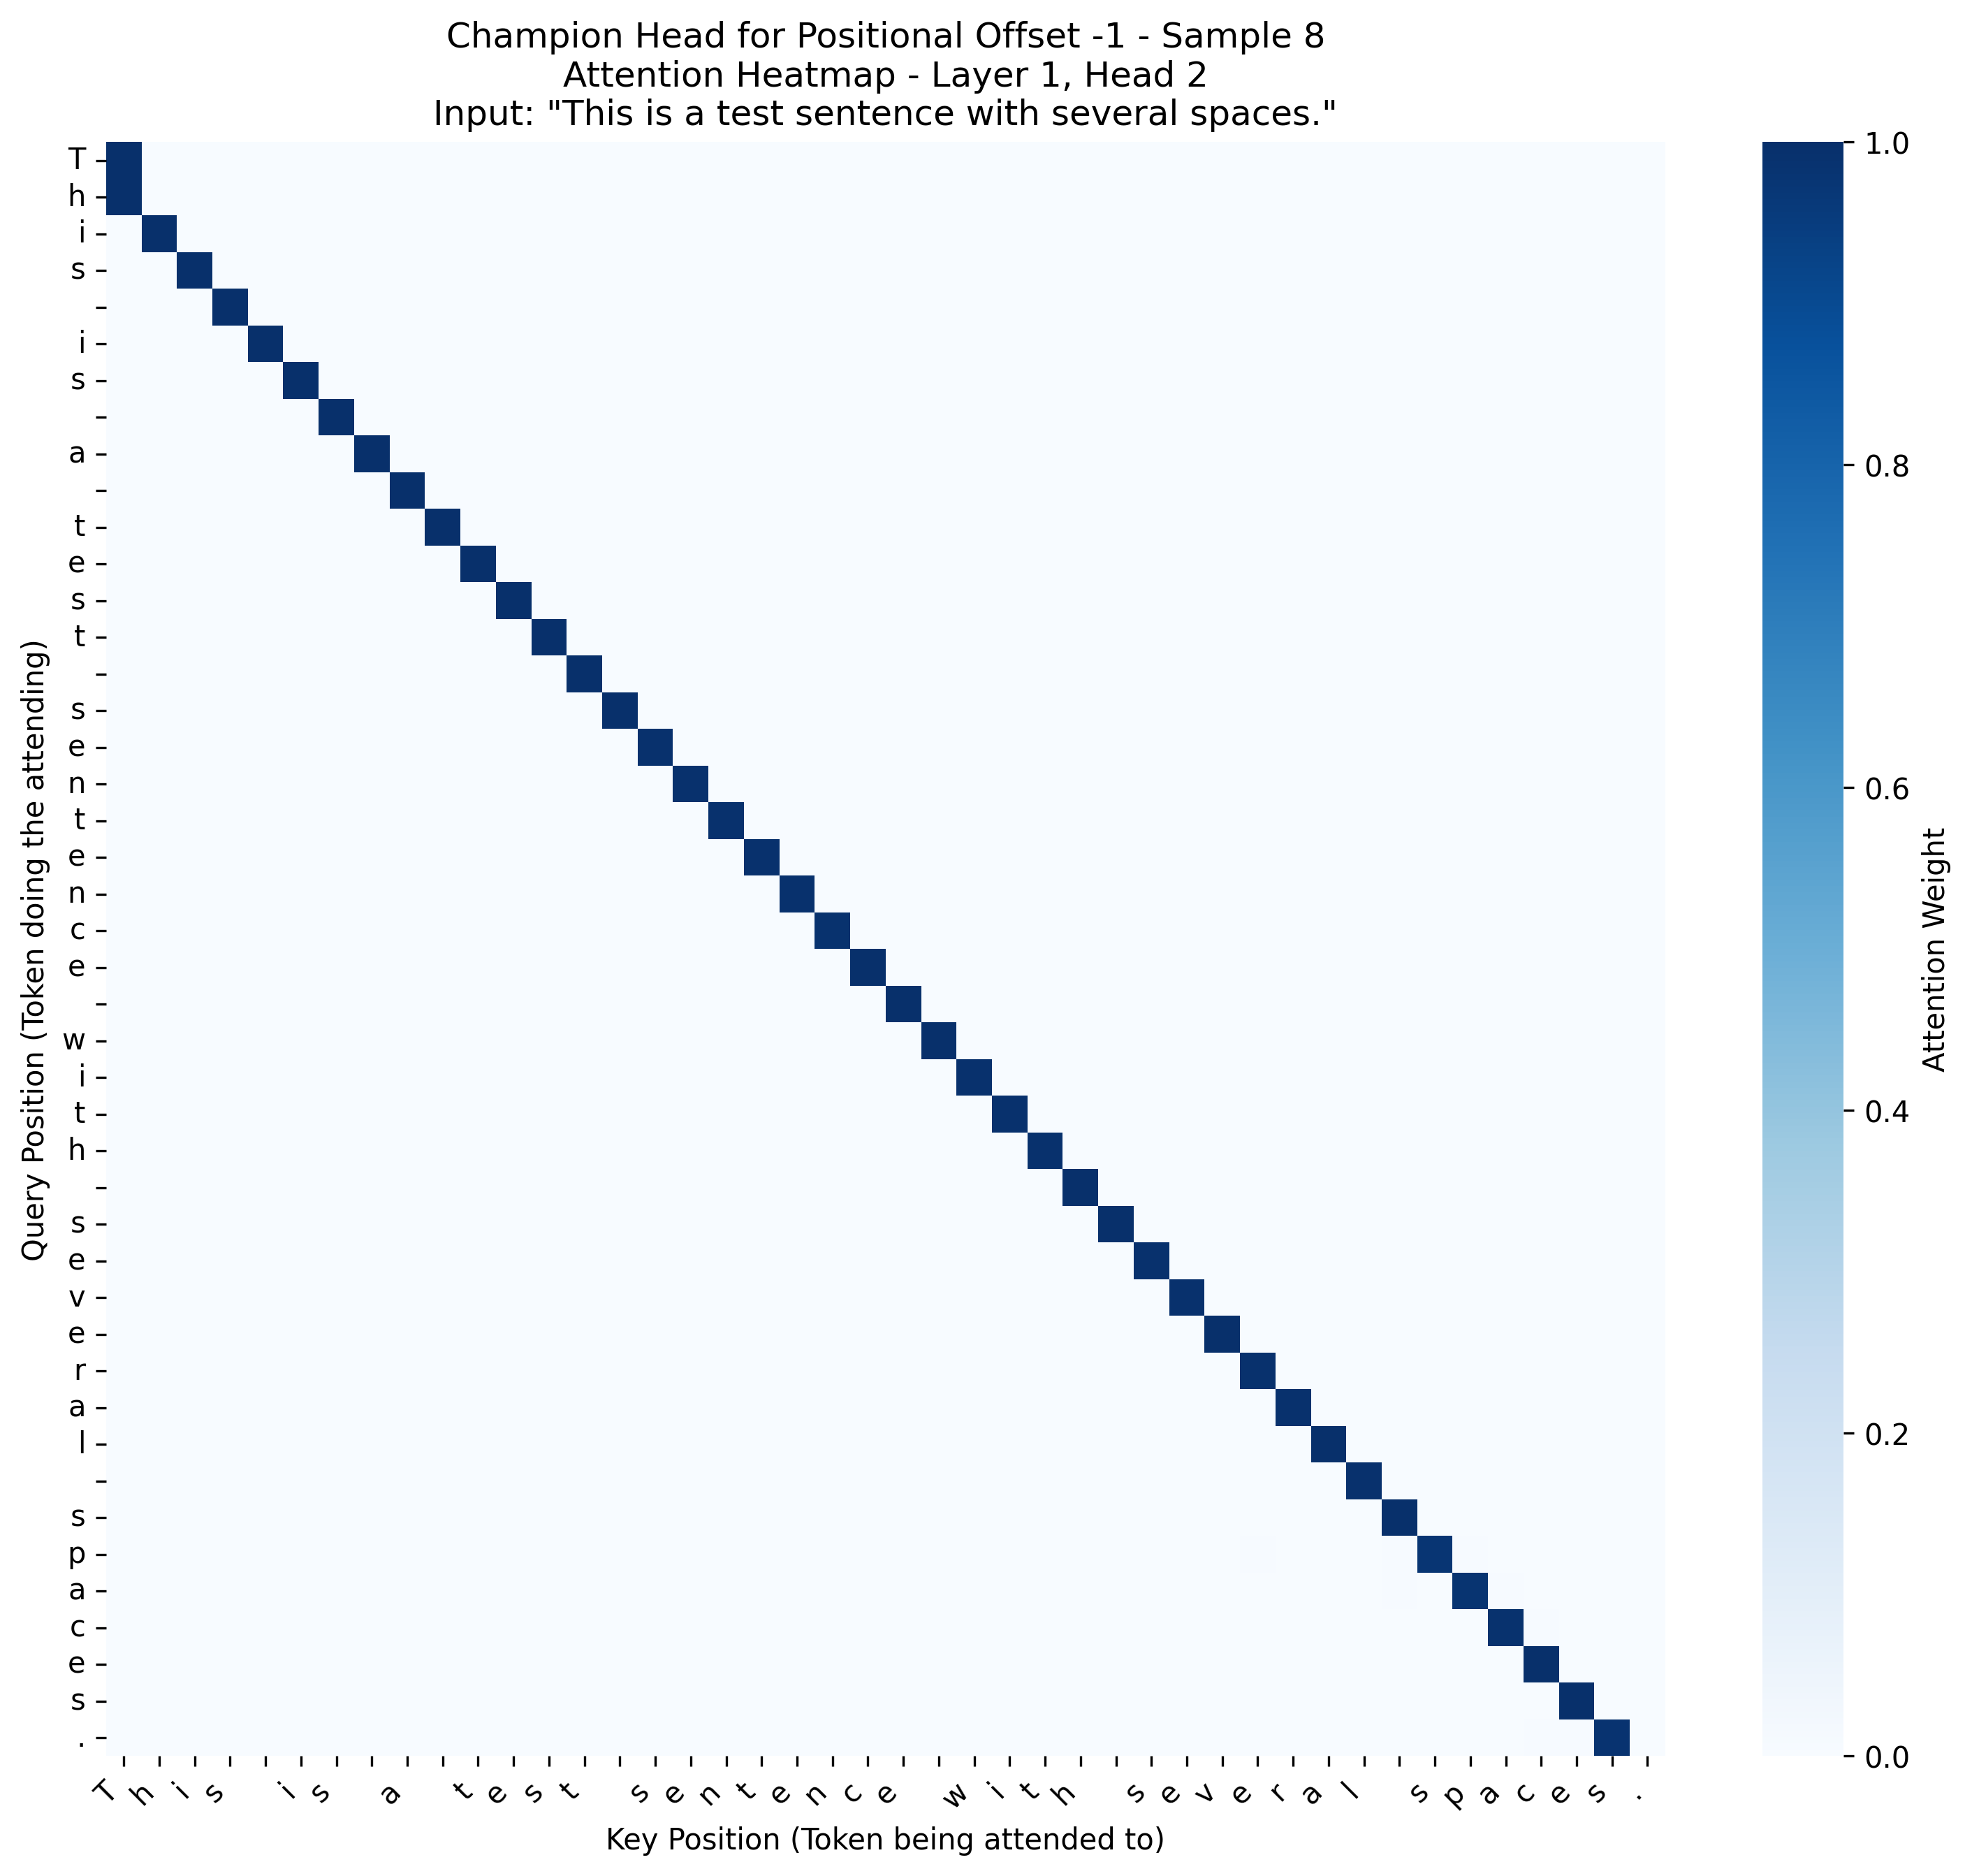 Champion Head for Positional Offset -1 - Sample 8
Attention Heatmap - Layer 1, Head 2
Input: "This is a test sentence with several spaces."
T
h
i
s
i
s
a
t
e
s
t
s
e
n
t
e
n
c
e
w
i
t
h
s
e
v
e
r
a
l
s
p
a
c
e
s
.
Query Position (Token doing the attending)
T h i s i s a t e s t s e n t e n c e w i t h s e v e r a l s p a c e s .
Key Position (Token being attended to)
1.0
0.8
0.6
0.4
0.2
0.0
Attention Weight